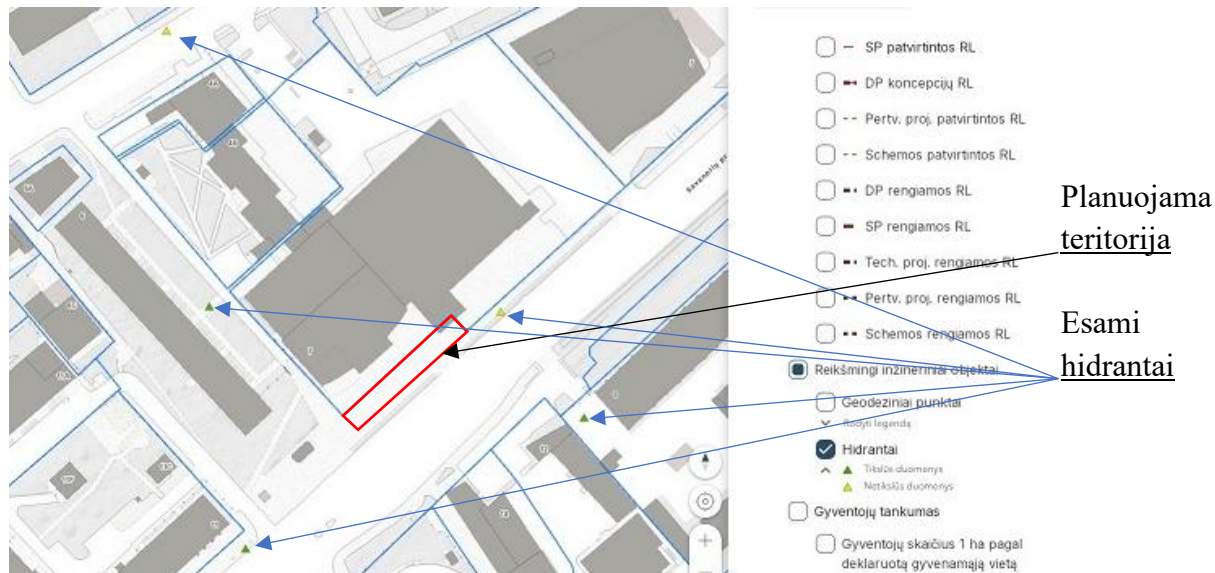 SP patvirtintos RL
DP koncepcijų RL
Pertv. proj. patvirtintos RL
Schemos patvirtintos RL
DP rengiamos RL
SP rengiamos RL
Tech. proj. rengiamos RL
Pertv. proj. rengiamos RL
Schemos rengiamos RL
Reikšmingi inžineriniai objektai
Geodeziniai punktai
Rodyti legendą
Hidrantai
Tikslūs duomenys
Netikslūs duomenys
Gyventojų tankumas
Gyventojų skaičius 1 ha pagal
deklaruotą gyvenamąją vietą
Planuojama
teritorija
Esami
hidrantai
Savanorių pr